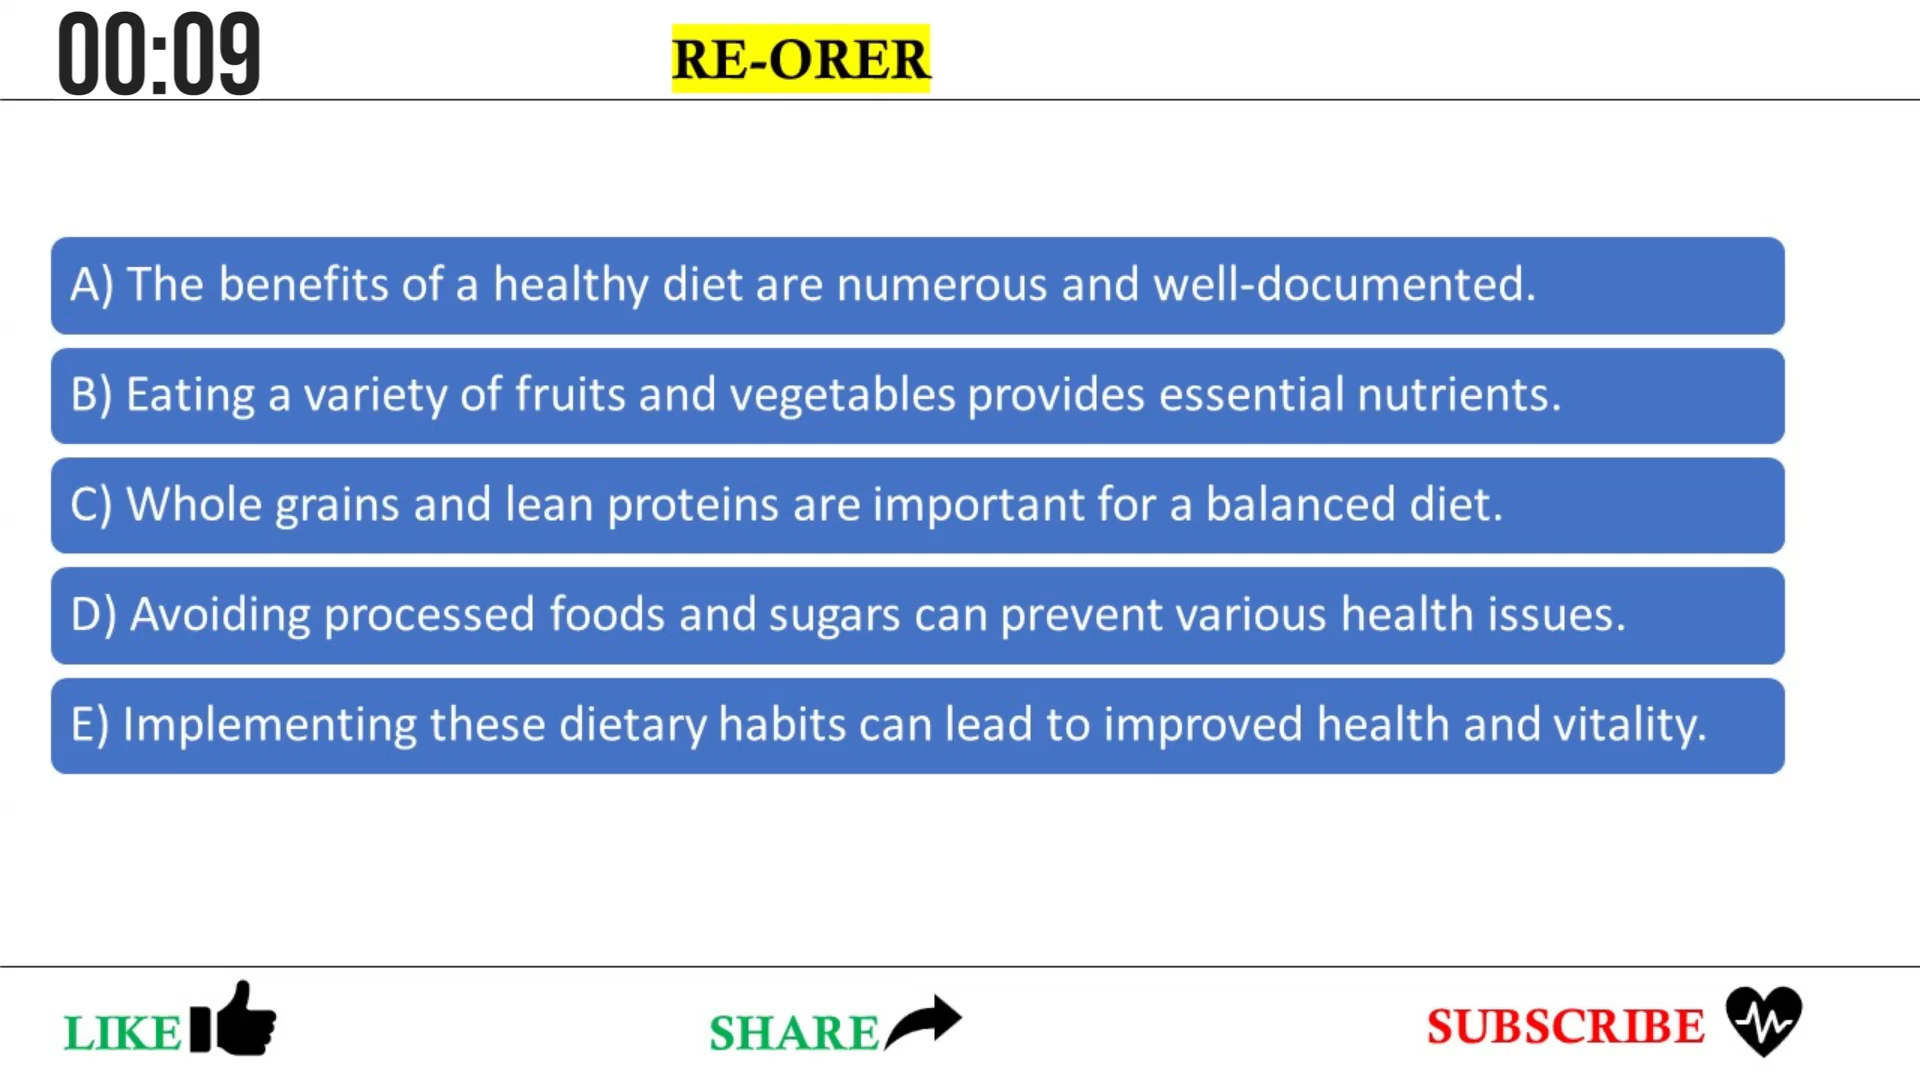 00:09
RE-ORER
A) The benefits of a healthy diet are numerous and well-documented.
B) Eating a variety of fruits and vegetables provides essential nutrients.
C) Whole grains and lean proteins are important for a balanced diet.
D) Avoiding processed foods and sugars can prevent various health issues.
E) Implementing these dietary habits can lead to improved health and vitality.
LIKE
SHARE
SUBSCRIBE